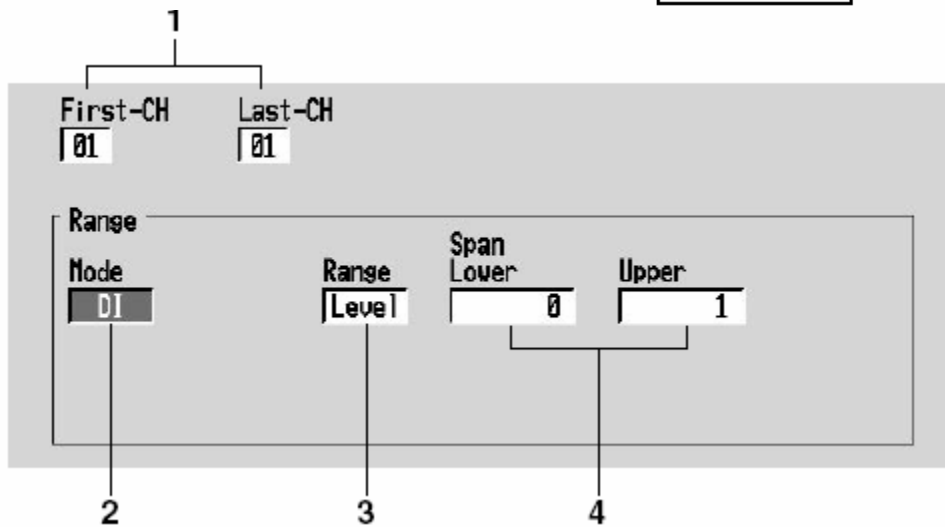 1
First-CH Last-CH
01 01
Range
Mode Range Span Lower Upper
DI Level 0 1
2 3 4